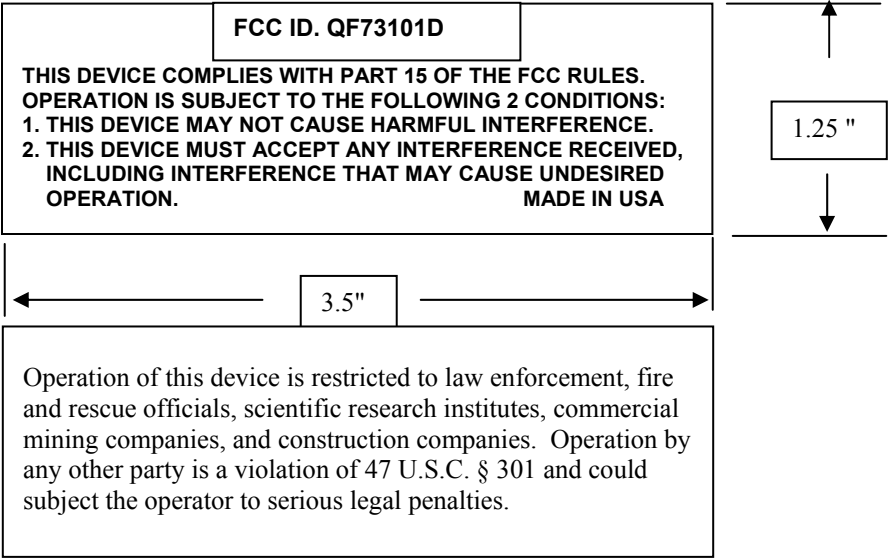 FCC ID. QF73101D
THIS DEVICE COMPLIES WITH PART 15 OF THE FCC RULES.
OPERATION IS SUBJECT TO THE FOLLOWING 2 CONDITIONS:
1. THIS DEVICE MAY NOT CAUSE HARMFUL INTERFERENCE.
2. THIS DEVICE MUST ACCEPT ANY INTERFERENCE RECEIVED,
INCLUDING INTERFERENCE THAT MAY CAUSE UNDESIRED
OPERATION. MADE IN USA
1.25 "
3.5"
Operation of this device is restricted to law enforcement, fire
and rescue officials, scientific research institutes, commercial
mining companies, and construction companies.  Operation by
any other party is a violation of 47 U.S.C. § 301 and could
subject the operator to serious legal penalties.